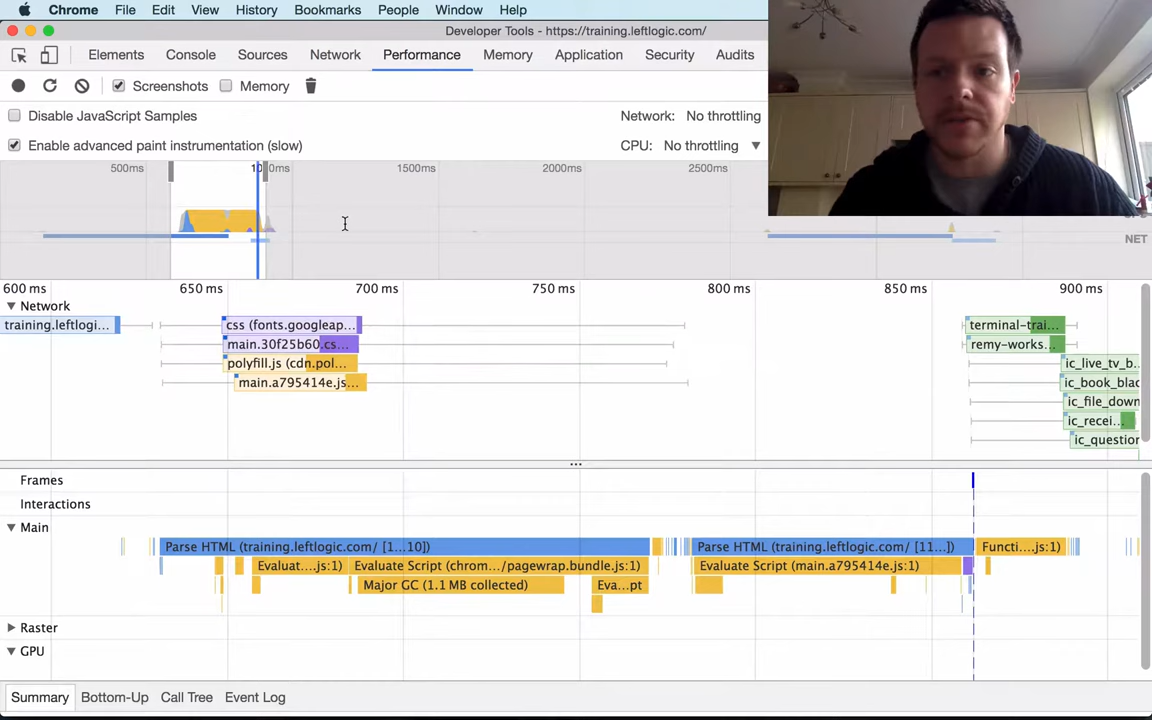 Chrome File Edit View History Bookmarks People Window Help
Developer Tools - https://training.leftlogic.com/
Elements Console Sources Network Performance Memory Application Security Audits
Screenshots Memory
Disable JavaScript Samples Network: No throttling
Enable advanced paint instrumentation (slow) CPU: No throttling ▼
500ms 1000ms 1500ms 2000ms 2500ms
NET
600 ms 650 ms 700 ms 750 ms 800 ms 850 ms 900 ms
▼ Network
training.leftlogi... css (fonts.googleap... terminal-trai...
main.30f25b60.cs... remy-works...
polyfill.js (cdn.pol... ic_live_tv_b...
main.a795414e.js... ic_book_blac
ic_file_down
ic_recei...
ic_question
...
Frames
Interactions
▼ Main
Parse HTML (training.leftlogic.com/ [1...10]) Parse HTML (training.leftlogic.com/ [11...]) Functi....js:1)
Evaluat....js:1) Evaluate Script (chrom.../pagewrap.bundle.js:1) Evaluate Script (main.a795414e.js:1)
Major GC (1.1 MB collected) Eva...pt
▶ Raster
▼ GPU
Summary Bottom-Up Call Tree Event Log